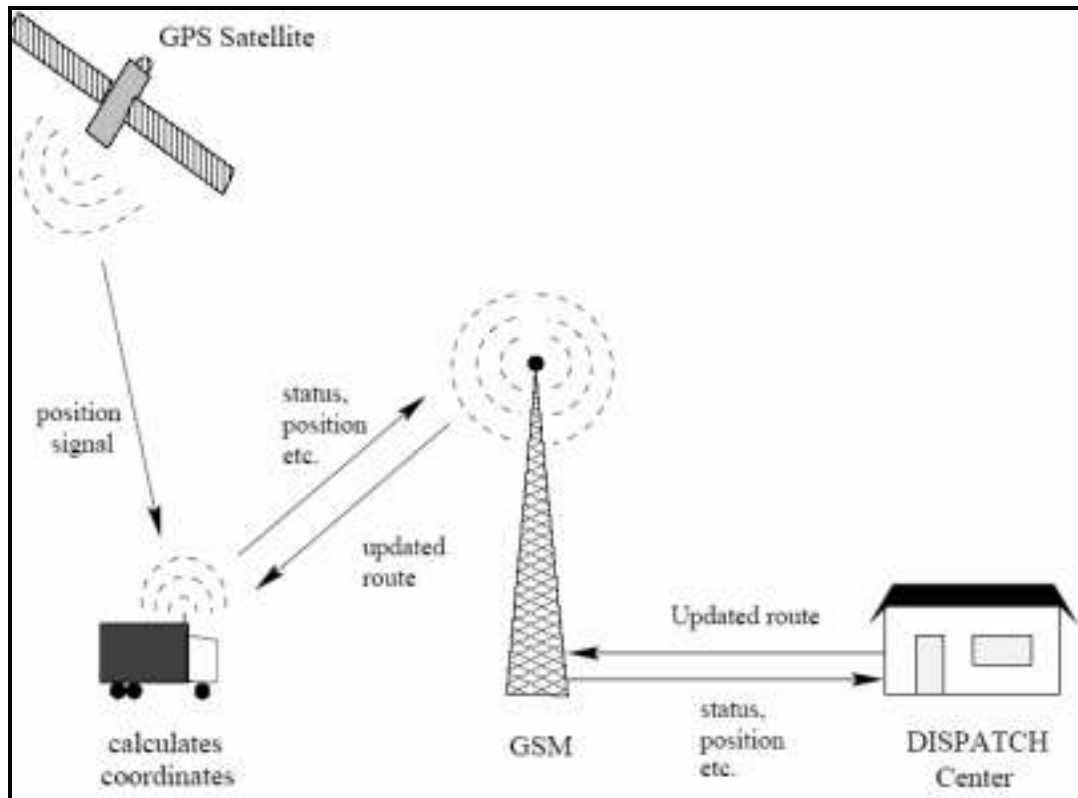 GPS Satellite
position
signal
status,
position
etc.
updated
route
Updated route
status,
position
etc.
calculates
coordinates
GSM
DISPATCH
Center